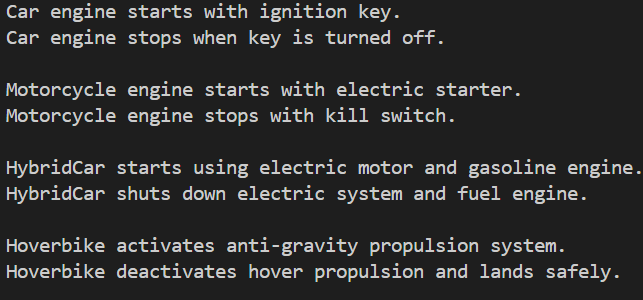 Car engine starts with ignition key.
Car engine stops when key is turned off.
Motorcycle engine starts with electric starter.
Motorcycle engine stops with kill switch.
HybridCar starts using electric motor and gasoline engine.
HybridCar shuts down electric system and fuel engine.
Hoverbike activates anti-gravity propulsion system.
Hoverbike deactivates hover propulsion and lands safely.